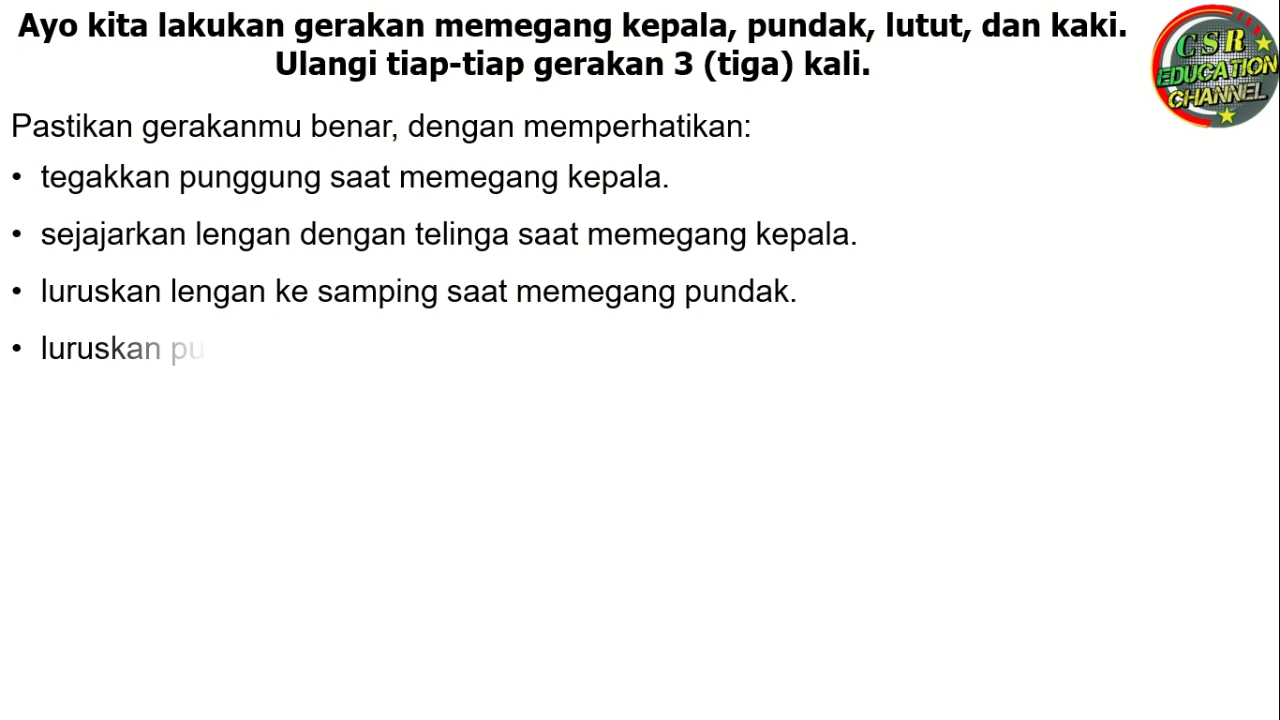 Ayo kita lakukan gerakan memegang kepala, pundak, lutut, dan kaki.
Ulangi tiap-tiap gerakan 3 (tiga) kali.
CSR
EDUCATION
CHANNEL
Pastikan gerakanmu benar, dengan memperhatikan:
• tegakkan punggung saat memegang kepala.
• sejajarkan lengan dengan telinga saat memegang kepala.
• luruskan lengan ke samping saat memegang pundak.
• luruskan pu